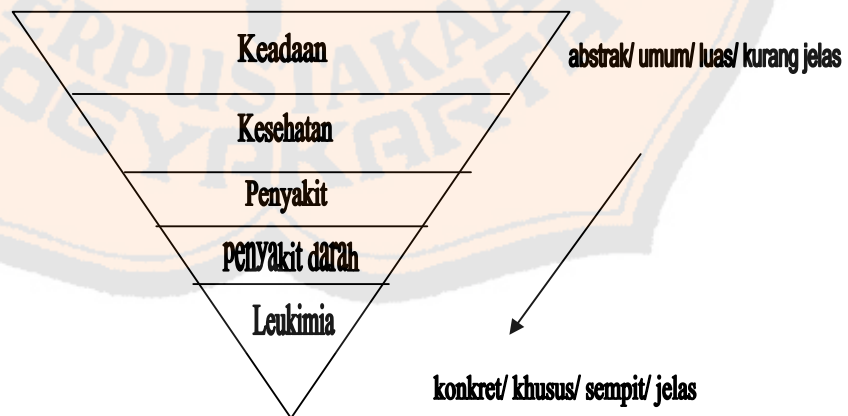 Keadaan
abstrak/ umum/ luas/ kurang jelas
Kesehatan
Penyakit
penyakit darah
Leukimia
konkret/ khusus/ sempit/ jelas